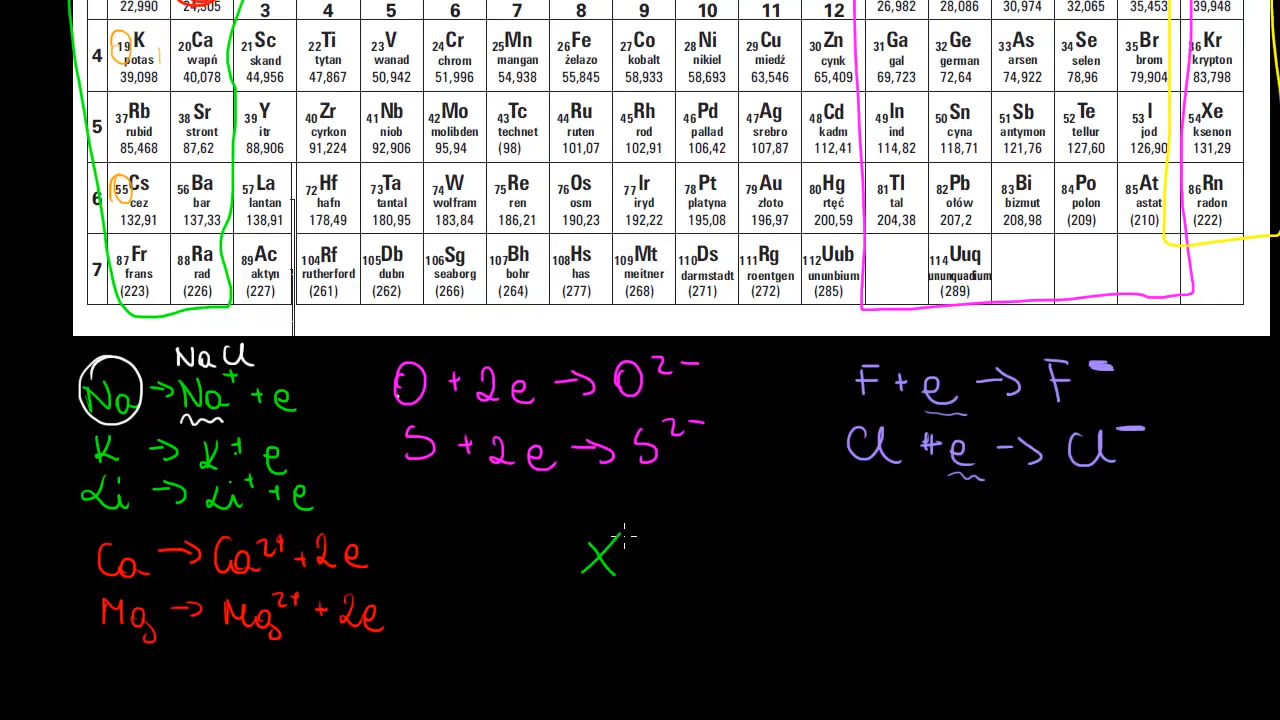 22,990 24,305 3 4 5 6 7 8 9 10 11 12 26,982 28,086 30,974 32,065 35,453 39,948
4 19 K 20 Ca 21 Sc 22 Ti 23 V 24 Cr 25 Mn 26 Fe 27 Co 28 Ni 29 Cu 30 Zn 31 Ga 32 Ge 33 As 34 Se 35 Br 36 Kr
potas wapń skand tytan wanad chrom mangan żelazo kobalt nikiel miedź cynk gal german arsen selen brom krypton
39,098 40,078 44,956 47,867 50,942 51,996 54,938 55,845 58,933 58,693 63,546 65,409 69,723 72,64 74,922 78,96 79,904 83,798
5 37 Rb 38 Sr 39 Y 40 Zr 41 Nb 42 Mo 43 Tc 44 Ru 45 Rh 46 Pd 47 Ag 48 Cd 49 In 50 Sn 51 Sb 52 Te 53 I 54 Xe
rubid stront itr cyrkon niob molibden technet ruten rod pallad srebro kadm ind cyna antymon tellur jod ksenon
85,468 87,62 88,906 91,224 92,906 95,94 (98) 101,07 102,91 106,42 107,87 112,41 114,82 118,71 121,76 127,60 126,90 131,29
6 55 Cs 56 Ba 57 La 72 Hf 73 Ta 74 W 75 Re 76 Os 77 Ir 78 Pt 79 Au 80 Hg 81 Tl 82 Pb 83 Bi 84 Po 85 At 86 Rn
cez bar lantan hafn tantal wolfram ren osm iryd platyna złoto rtęć tal ołów bizmut polon astat radon
132,91 137,33 138,91 178,49 180,95 183,84 186,21 190,23 192,22 195,08 196,97 200,59 204,38 207,2 208,98 (209) (210) (222)
7 87 Fr 88 Ra 89 Ac 104 Rf 105 Db 106 Sg 107 Bh 108 Hs 109 Mt 110 Ds 111 Rg 112 Uub 114 Uuq
frans rad aktyn rutherford dubn seaborg bohr has meitner darmstadt roentgen ununbium ununquadium
(223) (226) (227) (261) (262) (266) (264) (277) (268) (271) (272) (285) (289)
NaCl
Na → Na⁺ + e
K → K⁺ e
Li → Li⁺ + e
Ca → Ca²⁺ + 2e
Mg → Mg²⁺ + 2e
O + 2e → O²⁻
S + 2e → S²⁻
X
F + e → F⁻
Cl + e → Cl⁻